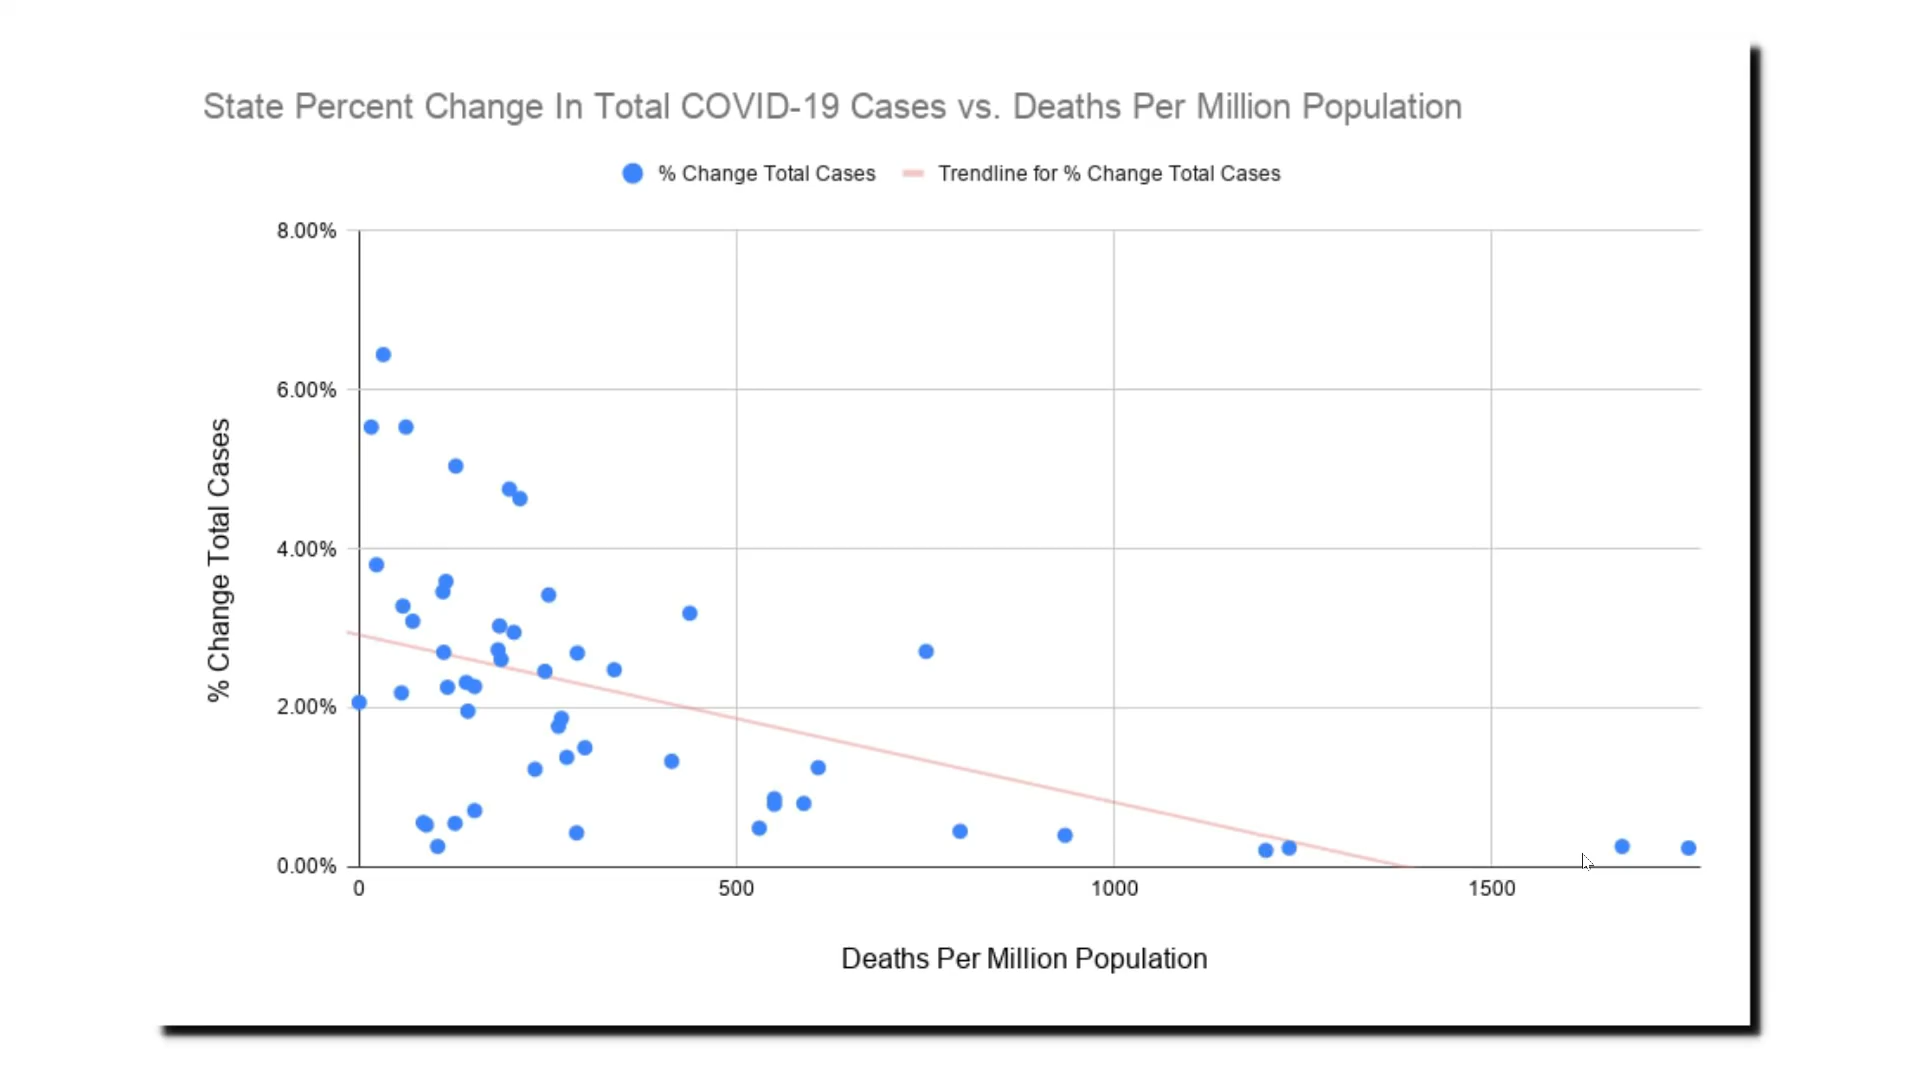 State Percent Change In Total COVID-19 Cases vs. Deaths Per Million Population
% Change Total Cases
Trendline for % Change Total Cases
8.00%
6.00%
4.00%
2.00%
0.00%
% Change Total Cases
0
500
1000
1500
Deaths Per Million Population